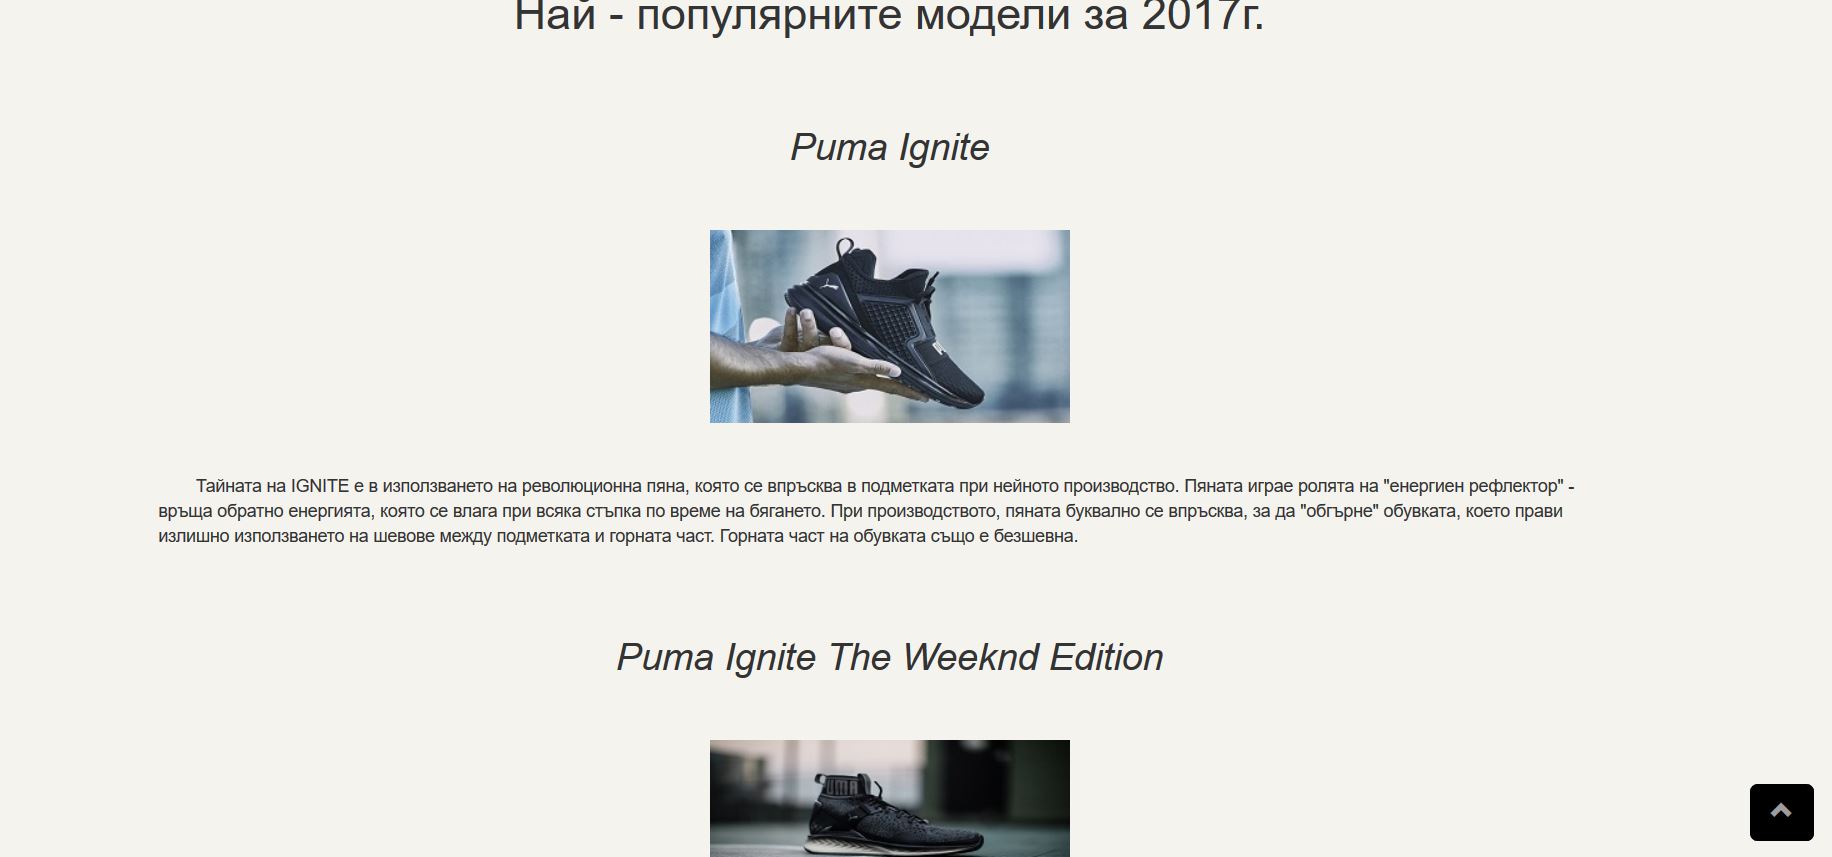 Най - популярните модели за 2017г.
Puma Ignite
Тайната на IGNITE е в използването на революционна пяна, която се впръсква в подметката при нейното производство. Пяната играе ролята на "енергиен рефлектор" -
връща обратно енергията, която се влага при всяка стъпка по време на бягането. При производството, пяната буквално се впръсква, за да "обгърне" обувката, което прави
излишно използването на шевове между подметката и горната част. Горната част на обувката също е безшевна.
Puma Ignite The Weeknd Edition